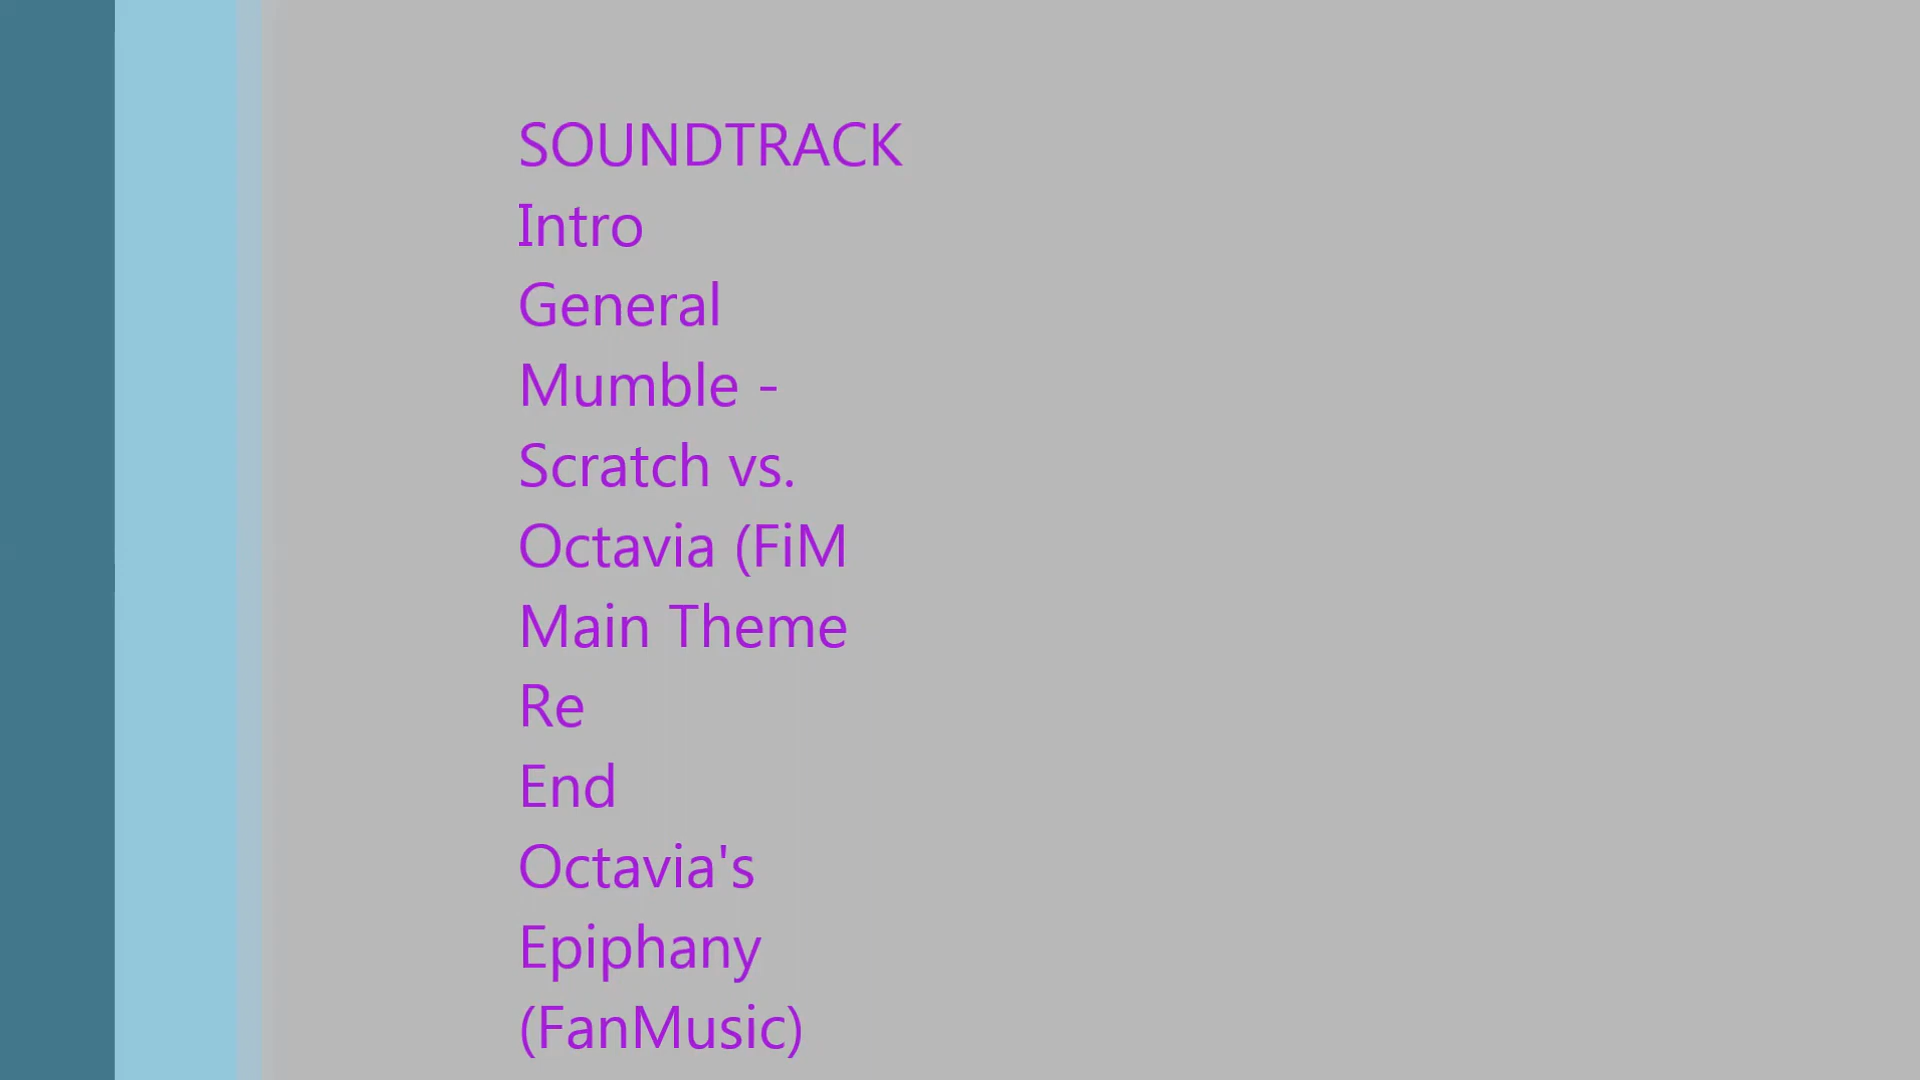 SOUNDTRACK
Intro
General
Mumble -
Scratch vs.
Octavia (FiM
Main Theme
Re
End
Octavia's
Epiphany
(FanMusic)